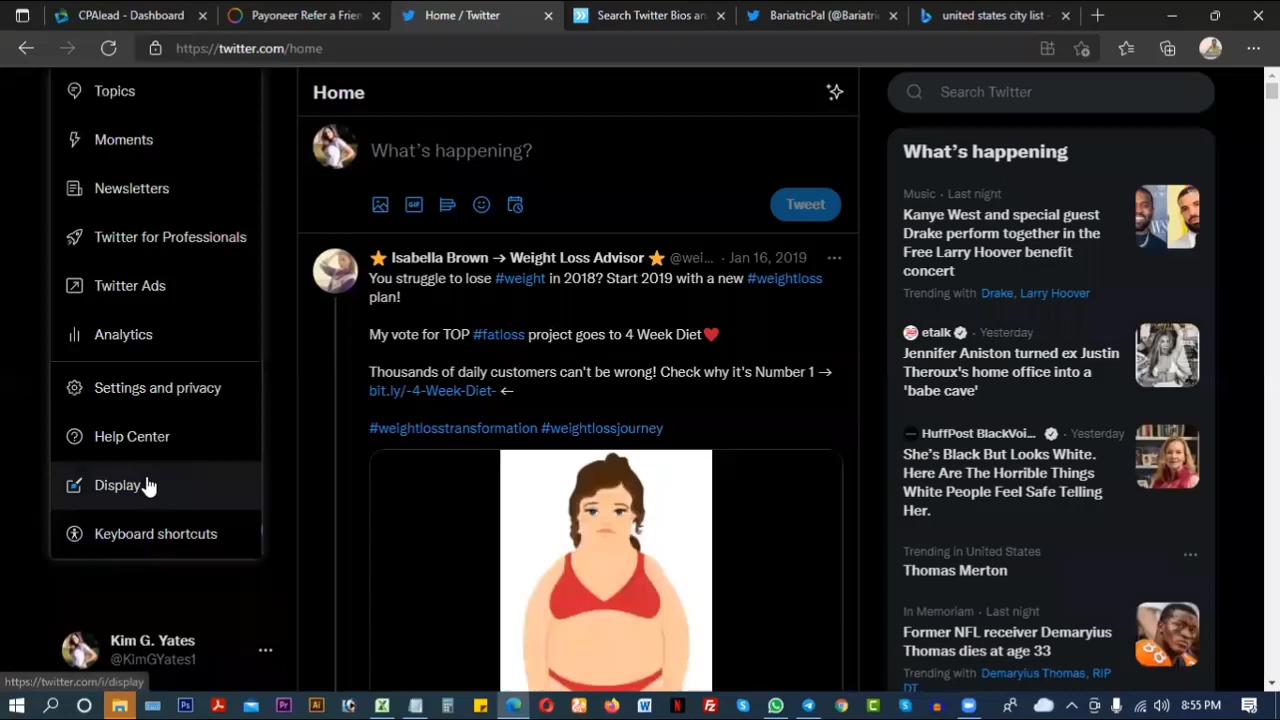 CPAlead - Dashboard
Payoneer Refer a Frien
Home / Twitter
Search Twitter Bios an
BariatricPal (@Bariatri
united states city list -
https://twitter.com/home
Topics
Moments
Newsletters
Twitter for Professionals
Twitter Ads
Analytics
Settings and privacy
Help Center
Display
Keyboard shortcuts
Kim G. Yates
@KimGYates1
https://twitter.com/i/display
Home
What's happening?
GIF
Tweet
Isabella Brown → Weight Loss Advisor @wei... · Jan 16, 2019
You struggle to lose #weight in 2018? Start 2019 with a new #weightloss
plan!
My vote for TOP #fatloss project goes to 4 Week Diet❤️
Thousands of daily customers can't be wrong! Check why it's Number 1 →
bit.ly/-4-Week-Diet- ←
#weightlosstransformation #weightlossjourney
Search Twitter
What's happening
Music · Last night
Kanye West and special guest
Drake perform together in the
Free Larry Hoover benefit
concert
Trending with Drake, Larry Hoover
etalk · Yesterday
Jennifer Aniston turned ex Justin
Theroux's home office into a
'babe cave'
HuffPost BlackVoi... · Yesterday
She's Black But Looks White.
Here Are The Horrible Things
White People Feel Safe Telling
Her.
Trending in United States
Thomas Merton
In Memoriam · Last night
Former NFL receiver Demaryius
Thomas dies at age 33
Trending with Demaryius Thomas, RIP
DT
8:55 PM